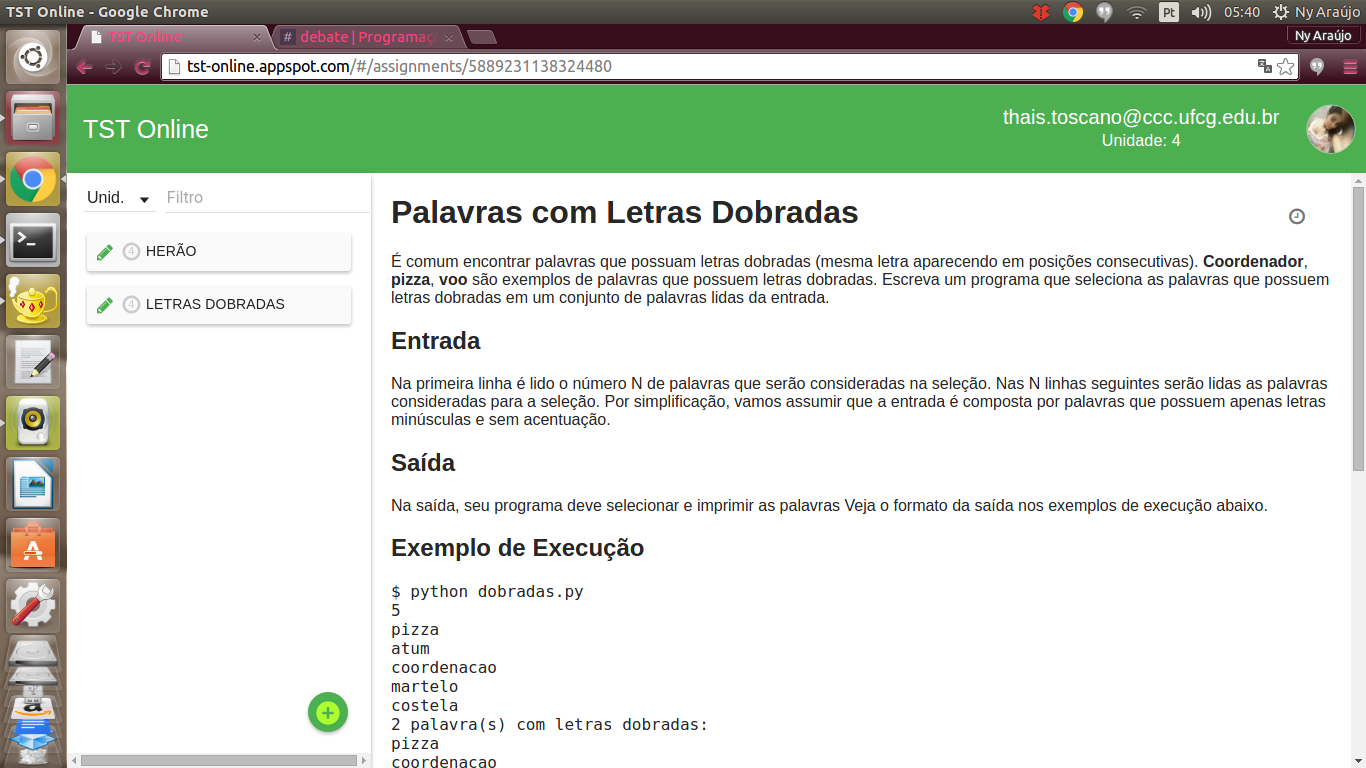 TST Online - Google Chrome
Pt
05:40
Ny Araújo
TST Online
# debate | Programaç
Ny Araújo
tst-online.appspot.com/#/assignments/5889231138324480
TST Online
thais.toscano@ccc.ufcg.edu.br
Unidade: 4
Unid.
Filtro
4 HERÃO
4 LETRAS DOBRADAS
Palavras com Letras Dobradas
É comum encontrar palavras que possuam letras dobradas (mesma letra aparecendo em posições consecutivas). Coordenador,
pizza, voo são exemplos de palavras que possuem letras dobradas. Escreva um programa que seleciona as palavras que possuem
letras dobradas em um conjunto de palavras lidas da entrada.
Entrada
Na primeira linha é lido o número N de palavras que serão consideradas na seleção. Nas N linhas seguintes serão lidas as palavras
consideradas para a seleção. Por simplificação, vamos assumir que a entrada é composta por palavras que possuem apenas letras
minúsculas e sem acentuação.
Saída
Na saída, seu programa deve selecionar e imprimir as palavras Veja o formato da saída nos exemplos de execução abaixo.
Exemplo de Execução
$ python dobradas.py
5
pizza
atum
coordenacao
martelo
costela
2 palavra(s) com letras dobradas:
pizza
coordenacao